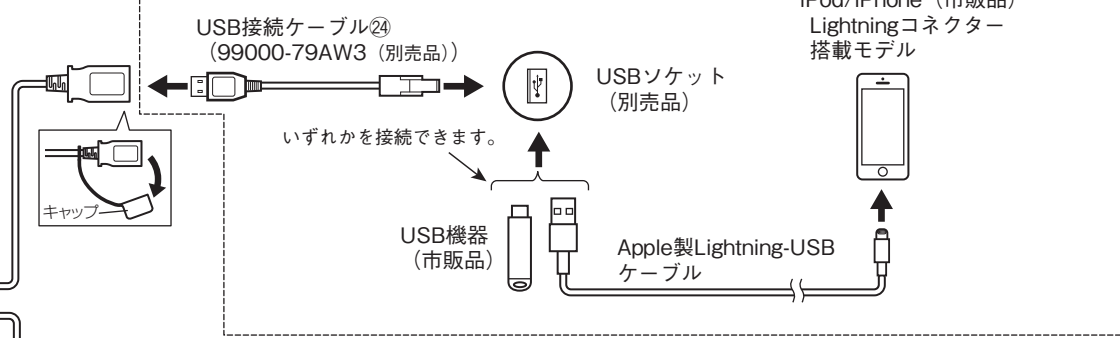 iPod/iPhone（市販品）
Lightningコネクター
搭載モデル
USB接続ケーブル㉔
（99000-79AW3（別売品））
USBソケット
（別売品）
いずれかを接続できます。
キャップ
USB機器
（市販品）
Apple製Lightning-USB
ケーブル